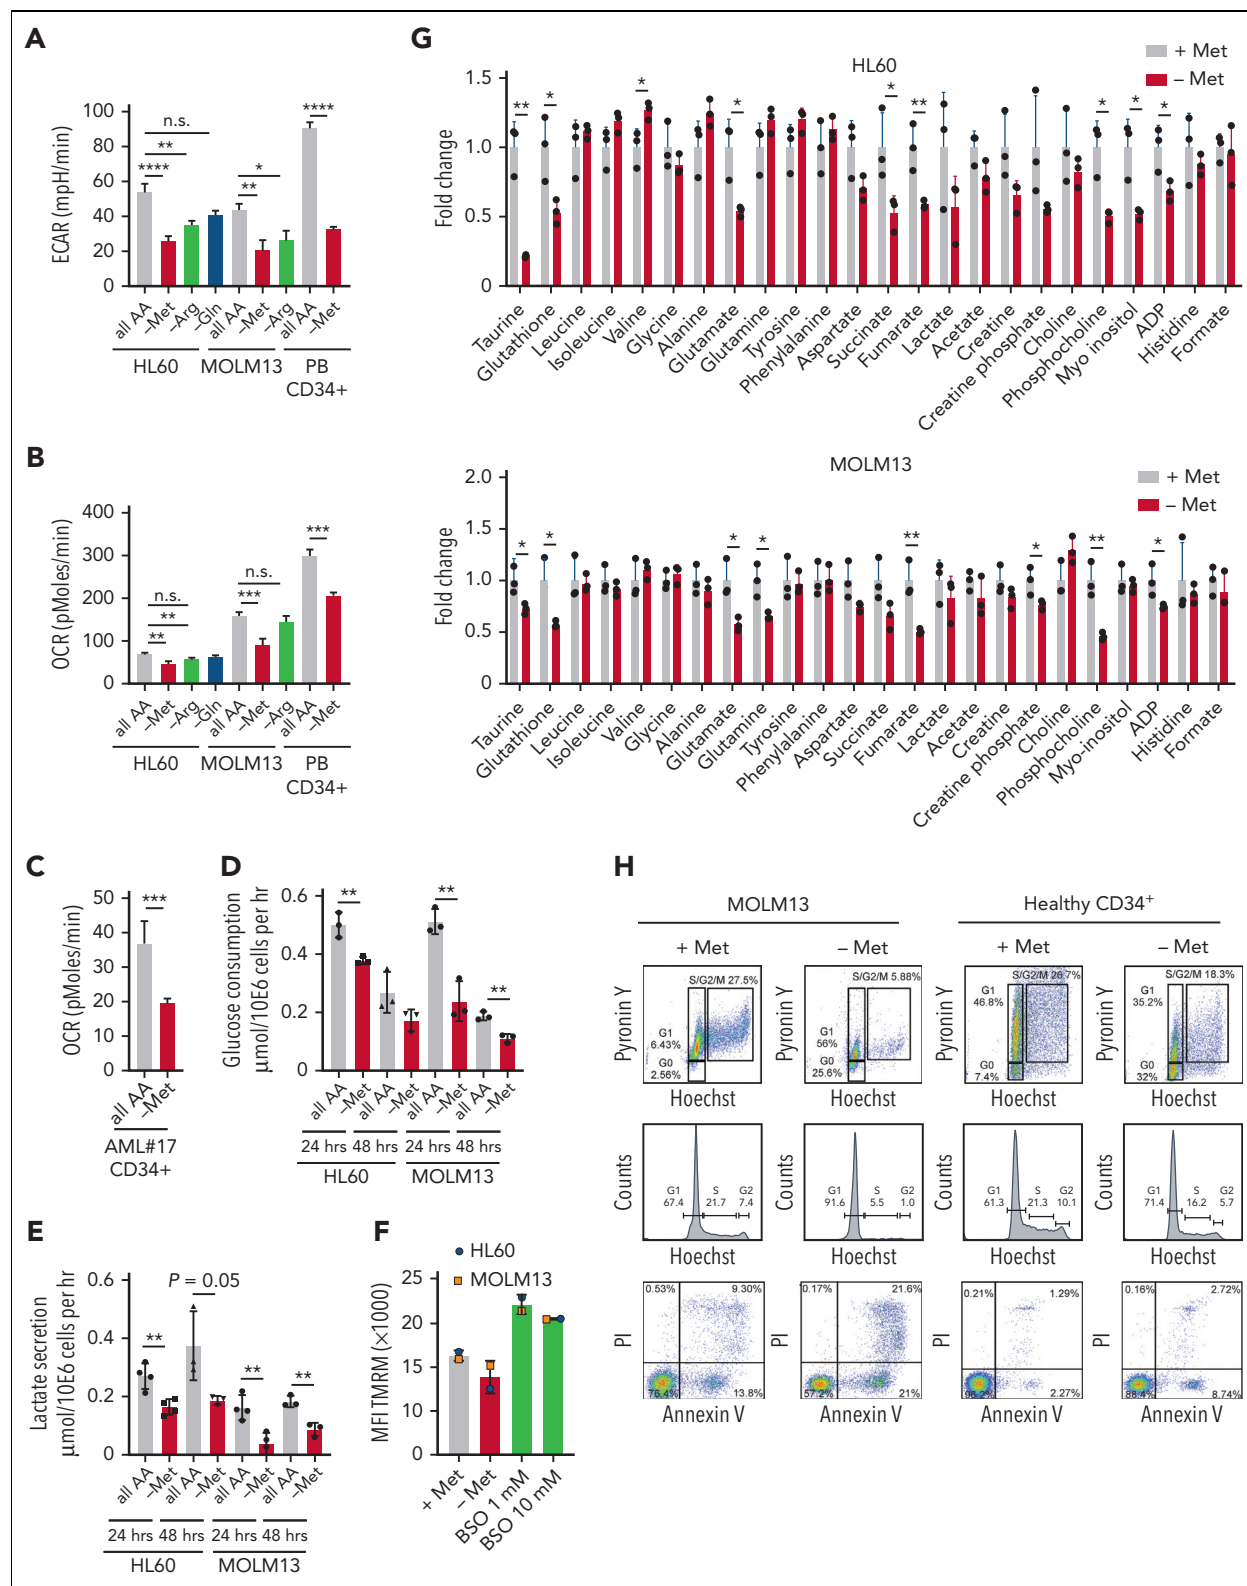 A
ECAR (mpH/min)
100
80
60
40
20
0
n.s.
**
****
*
**
****
all AA
–Met
–Arg
–Gln
all AA
–Met
–Arg
all AA
–Met
HL60
MOLM13
PB
CD34+
B
OCR (pMoles/min)
400
300
200
100
0
n.s.
**
**
n.s.
***
***
all AA
–Met
–Arg
–Gln
all AA
–Met
–Arg
all AA
–Met
HL60
MOLM13
PB
CD34+
C
OCR (pMoles/min)
50
40
30
20
10
0
***
all AA
–Met
AML#17
CD34+
D
Glucose consumption
µmol/10E6 cells per hr
0.6
0.4
0.2
0
**
**
**
all AA
–Met
all AA
–Met
all AA
–Met
all AA
–Met
24 hrs
48 hrs
24 hrs
48 hrs
HL60
MOLM13
E
Lactate secretion
µmol/10E6 cells per hr
0.6
0.4
0.2
0
P = 0.05
**
**
**
all AA
–Met
all AA
–Met
all AA
–Met
all AA
–Met
24 hrs
48 hrs
24 hrs
48 hrs
HL60
MOLM13
F
HL60
MOLM13
MFI TMRM (×1000)
25
20
15
10
5
0
+ Met
– Met
BSO 1 mM
BSO 10 mM
G
HL60
+ Met
– Met
Fold change
1.5
1.0
0.5
0
**
*
*
*
*
**
*
*
*
Taurine
Glutathione
Leucine
Isoleucine
Valine
Glycine
Alanine
Glutamate
Glutamine
Tyrosine
Phenylalanine
Aspartate
Succinate
Fumarate
Lactate
Acetate
Creatine
Creatine phosphate
Choline
Phosphocholine
Myo inositol
ADP
Histidine
Formate
MOLM13
+ Met
– Met
Fold change
2.0
1.5
1.0
0.5
0
*
*
*
*
**
*
**
*
Taurine
Glutathione
Leucine
Isoleucine
Valine
Glycine
Alanine
Glutamate
Glutamine
Tyrosine
Phenylalanine
Aspartate
Succinate
Fumarate
Lactate
Acetate
Creatine
Creatine phosphate
Choline
Phosphocholine
Myo-inositol
ADP
Histidine
Formate
H
MOLM13
Healthy CD34+
+ Met
– Met
+ Met
– Met
Pyronin Y
S/G2/M 27.5%
G1
6.43%
G0
2.56%
Hoechst
Pyronin Y
S/G2/M 5.88%
G1
56%
G0
25.6%
Hoechst
Pyronin Y
S/G2/M 26.7%
G1
46.8%
G0
7.4%
Hoechst
Pyronin Y
S/G2/M 18.3%
G1
35.2%
G0
32%
Hoechst
Counts
G1 S G2
67.4 21.7 7.4
Hoechst
Counts
G1 S G2
91.6 5.5 1.0
Hoechst
Counts
G1 S G2
61.3 21.3 10.1
Hoechst
Counts
G1 S G2
71.4 16.2 5.7
Hoechst
PI
0.53% 9.30%
76.4% 13.8%
Annexin V
PI
0.17% 21.6%
57.2% 21%
Annexin V
PI
0.21% 1.29%
96.2% 2.27%
Annexin V
PI
0.16% 2.72%
88.4% 8.74%
Annexin V